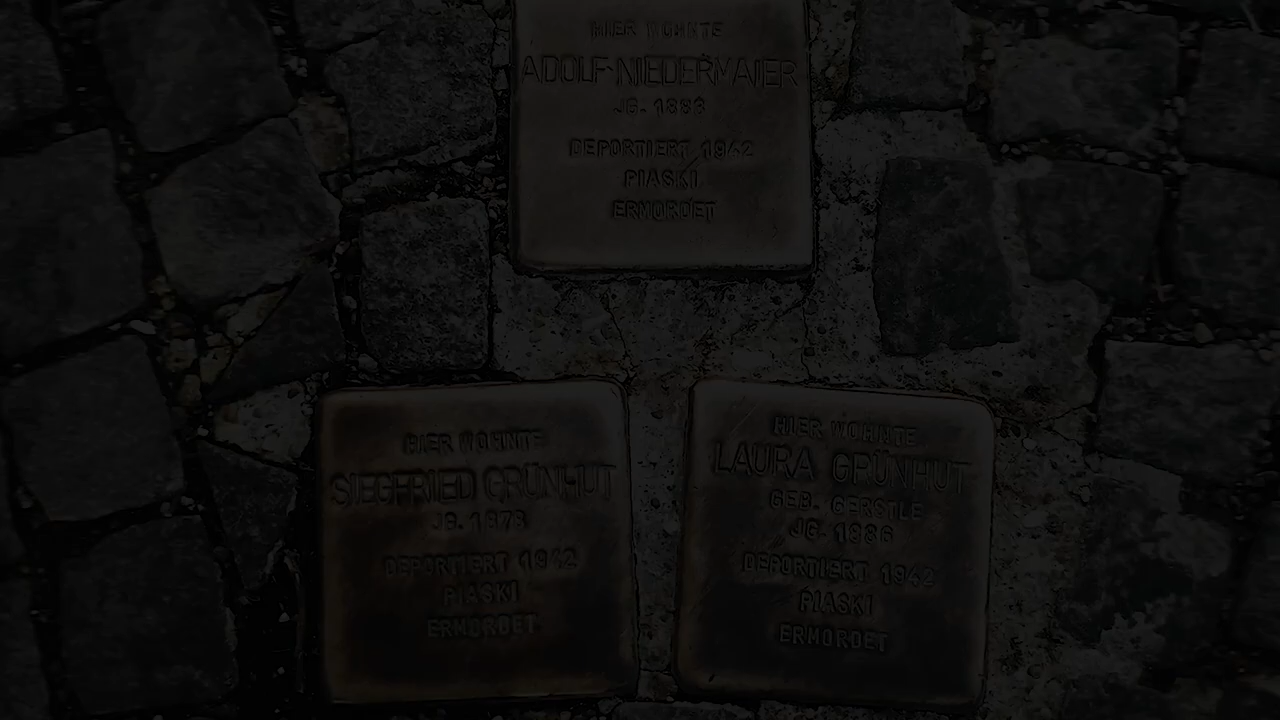 HIER WOHNTE
ADOLF NIEDERMAIER
JG. 1893
DEPORTIERT 1942
PIASKI
ERMORDET
HIER WOHNTE
SIEGFRIED GRÜNHUT
JG. 1878
DEPORTIERT 1942
PIASKI
ERMORDET
HIER WOHNTE
LAURA GRÜNHUT
GEB. GERSTLE
JG. 1886
DEPORTIERT 1942
PIASKI
ERMORDET